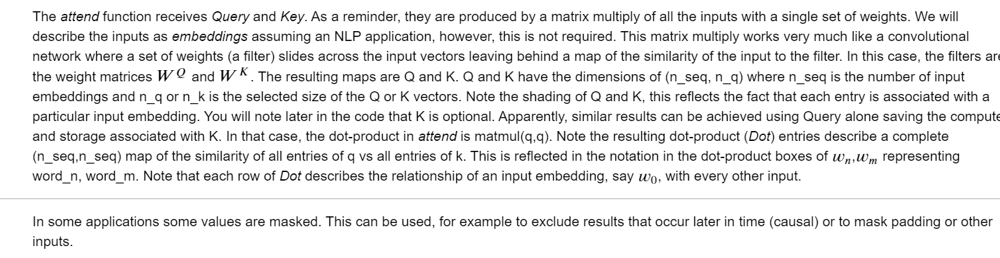 The attend function receives Query and Key. As a reminder, they are produced by a matrix multiply of all the inputs with a single set of weights. We will
describe the inputs as embeddings assuming an NLP application, however, this is not required. This matrix multiply works very much like a convolutional
network where a set of weights (a filter) slides across the input vectors leaving behind a map of the similarity of the input to the filter. In this case, the filters are
the weight matrices W^Q and W^K. The resulting maps are Q and K. Q and K have the dimensions of (n_seq, n_q) where n_seq is the number of input
embeddings and n_q or n_k is the selected size of the Q or K vectors. Note the shading of Q and K, this reflects the fact that each entry is associated with a
particular input embedding. You will note later in the code that K is optional. Apparently, similar results can be achieved using Query alone saving the compute
and storage associated with K. In that case, the dot-product in attend is matmul(q,q). Note the resulting dot-product (Dot) entries describe a complete
(n_seq,n_seq) map of the similarity of all entries of q vs all entries of k. This is reflected in the notation in the dot-product boxes of w_n,w_m representing
word_n, word_m. Note that each row of Dot describes the relationship of an input embedding, say w_0, with every other input.
In some applications some values are masked. This can be used, for example to exclude results that occur later in time (causal) or to mask padding or other
inputs.